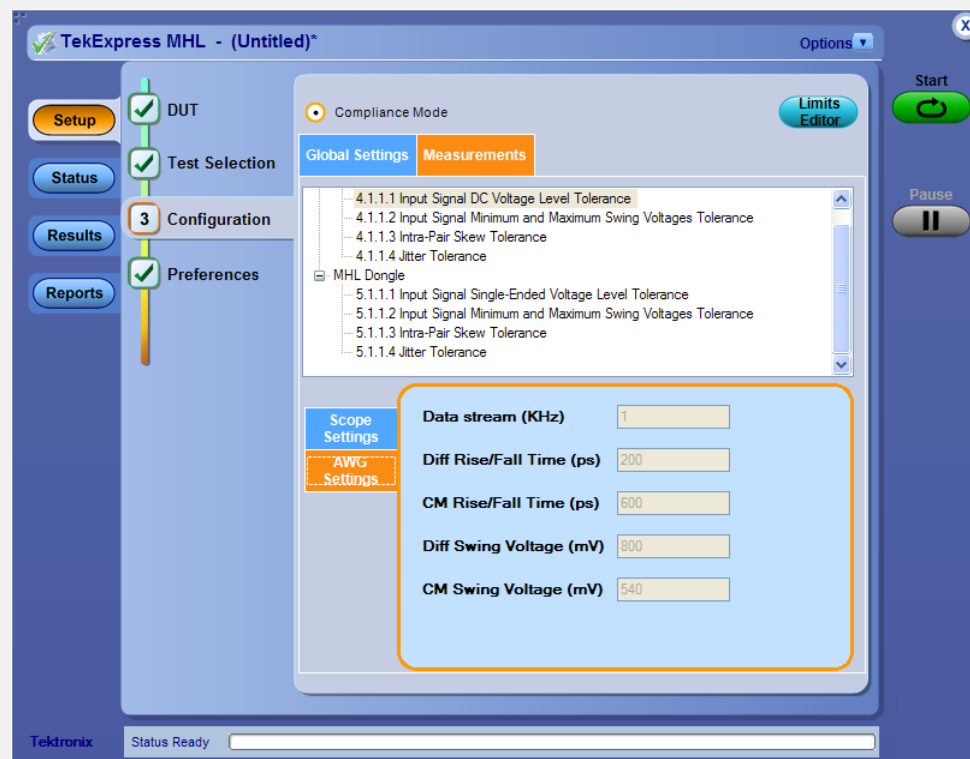 TekExpress MHL - (Untitled)*
Options
X
Start
Pause
Setup
Status
Results
Reports
DUT
Test Selection
3 Configuration
Preferences
Compliance Mode
Limits
Editor
Global Settings
Measurements
4.1.1.1 Input Signal DC Voltage Level Tolerance
4.1.1.2 Input Signal Minimum and Maximum Swing Voltages Tolerance
4.1.1.3 Intra-Pair Skew Tolerance
4.1.1.4 Jitter Tolerance
MHL Dongle
5.1.1.1 Input Signal Single-Ended Voltage Level Tolerance
5.1.1.2 Input Signal Minimum and Maximum Swing Voltages Tolerance
5.1.1.3 Intra-Pair Skew Tolerance
5.1.1.4 Jitter Tolerance
Scope
Settings
AWG
Settings
Data stream (KHz) 1
Diff Rise/Fall Time (ps) 200
CM Rise/Fall Time (ps) 600
Diff Swing Voltage (mV) 800
CM Swing Voltage (mV) 540
Tektronix
Status Ready